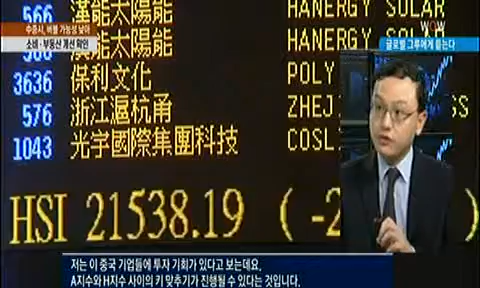 566 漢能太陽能 HANERGY SOLAR
수중시, 버블 가능성 낮아
소비·부동산 개선 확인
WOW
글로벌 그루에게 듣는다
566 漢能太陽能 HANERGY SOLAR
3636 保利文化 POLY
576 浙江滬杭甬 ZHEJ SS
1043 光宇國際集團科技 COSL
HSI 21538.19 (-2 )
저는 이 중국 기업들에 투자 기회가 있다고 보는데요.
A지수와 H지수 사이의 키 맞추기가 진행될 수 있다는 것입니다.